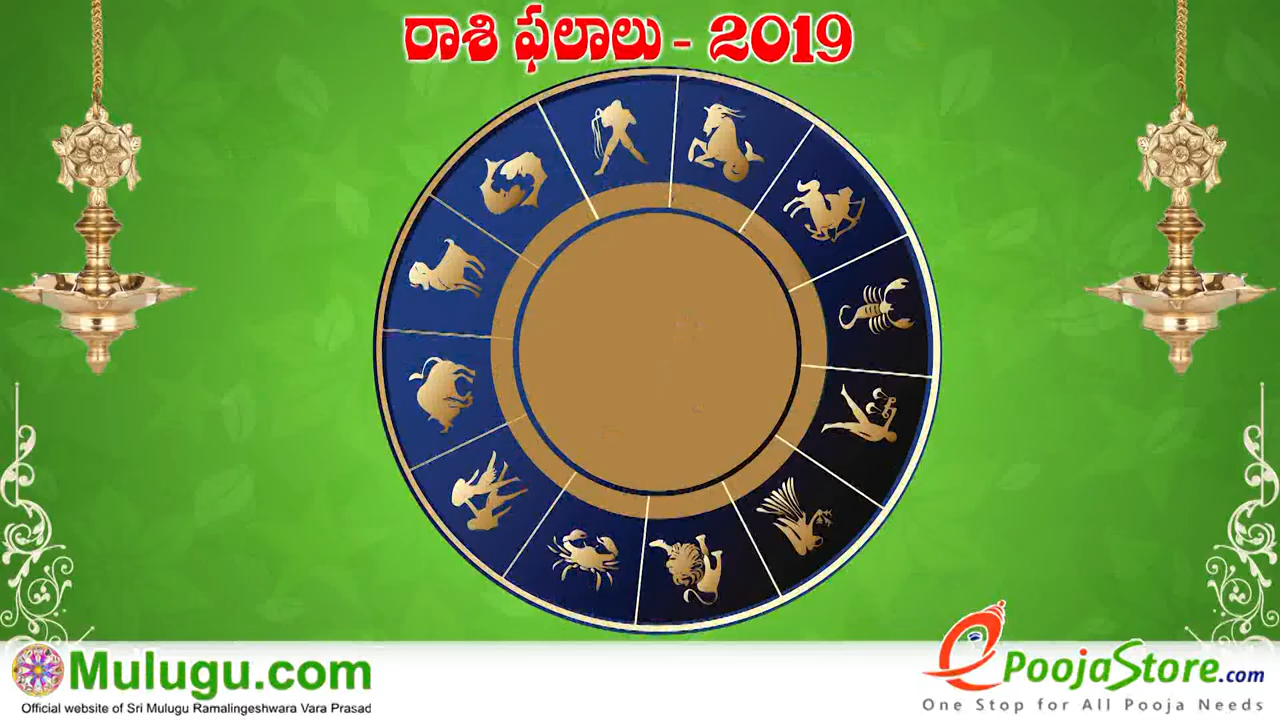 రాశి ఫలాలు - 2019
Mulugu.com
Official website of Sri Mulugu Ramalingeshwara Vara Prasad
ePoojaStore.com
One Stop for All Pooja Needs